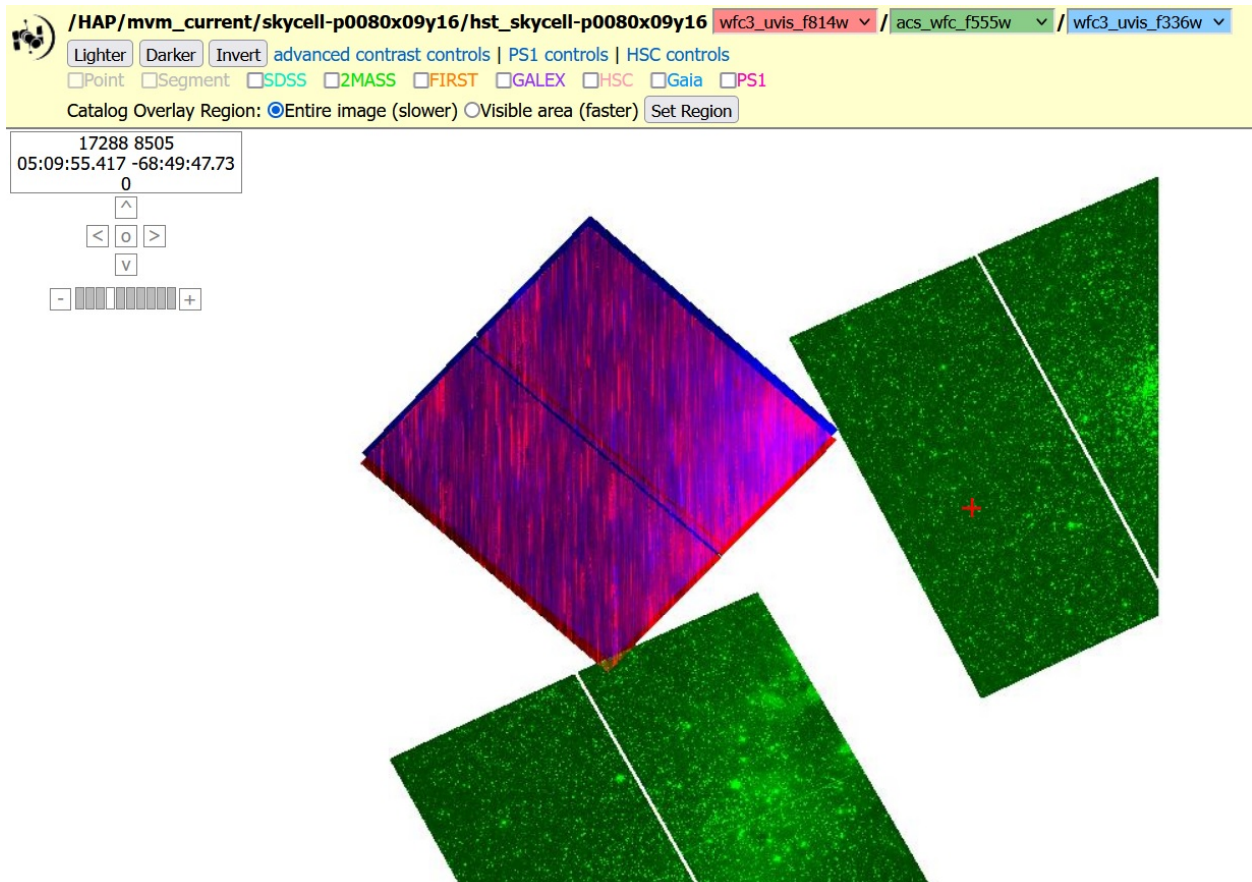 /HAP/mvm_current/skycell-p0080x09y16/hst_skycell-p0080x09y16 wfc3_uvis_f814w / acs_wfc_f555w / wfc3_uvis_f336w
Lighter Darker Invert advanced contrast controls | PS1 controls | HSC controls
Point Segment SDSS 2MASS FIRST GALEX HSC Gaia PS1
Catalog Overlay Region: Entire image (slower) Visible area (faster) Set Region
17288 8505
05:09:55.417 -68:49:47.73
0
^
< o >
v
- +